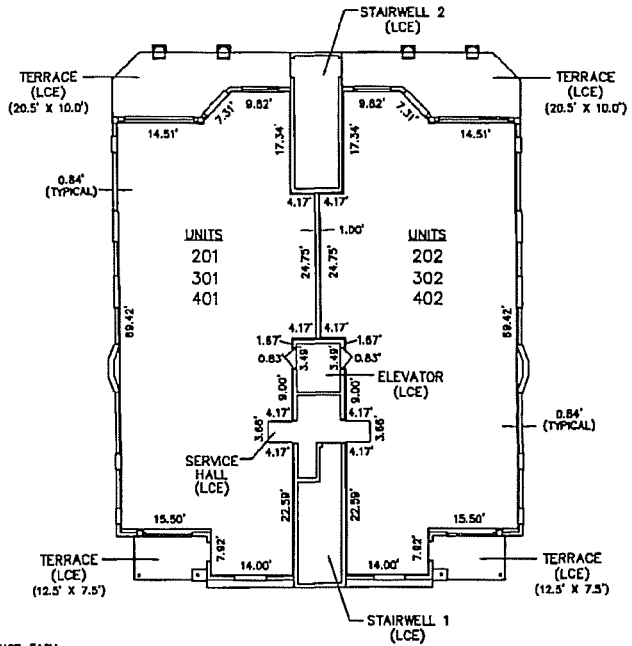 STAIRWELL 2
(LCE)
TERRACE
(LCE)
(20.5' X 10.0')
TERRACE
(LCE)
(20.5' X 10.0')
9.82'
9.82'
7.31'
7.31'
14.51'
14.51'
17.34'
17.34'
0.84'
(TYPICAL)
4.17'
4.17'
1.00'
UNITS
201
301
401
UNITS
202
302
402
24.75'
24.75'
4.17'
4.17'
69.42'
69.42'
1.67'
1.67'
0.83'
3.49'
3.49'
0.83'
ELEVATOR
(LCE)
9.00'
9.00'
4.17'
4.17'
3.66'
3.66'
0.84'
(TYPICAL)
4.17'
4.17'
SERVICE
HALL
(LCE)
22.59'
22.59'
15.50'
15.50'
7.92'
7.92'
14.00'
14.00'
TERRACE
(LCE)
(12.5' X 7.5')
TERRACE
(LCE)
(12.5' X 7.5')
STAIRWELL 1
(LCE)